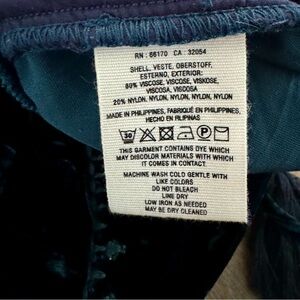 RN : 66170 CA : 32054
SHELL, VESTE, OBERSTOFF,
ESTERNO, EXTERIOR:
80% VISCOSE, VISCOSE, VISKOSE,
VISCOSA, VISCOSA
20% NYLON, NYLON, NYLON, NYLON, NYLON
MADE IN PHILIPPINES, FABRIQUÉ EN PHILIPPINES,
HECHO EN FILIPINAS
30 P
THIS GARMENT CONTAINS DYE WHICH
MAY DISCOLOR MATERIALS WITH WHICH
IT COMES IN CONTACT.
MACHINE WASH COLD GENTLE WITH
LIKE COLORS
DO NOT BLEACH
LINE DRY
LOW IRON AS NEEDED
MAY BE DRY CLEANED